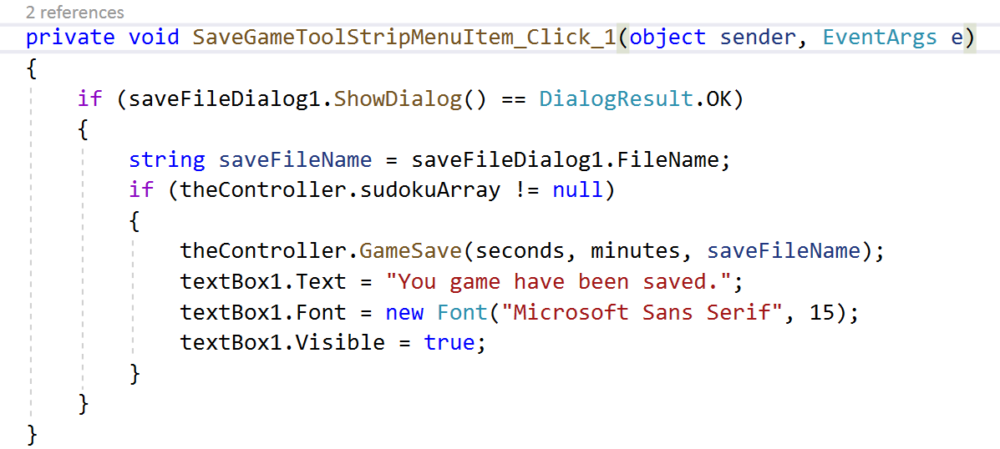 2 references
private void SaveGameToolStripMenuItem_Click_1(object sender, EventArgs e)
{
    if (saveFileDialog1.ShowDialog() == DialogResult.OK)
    {
        string saveFileName = saveFileDialog1.FileName;
        if (theController.sudokuArray != null)
        {
            theController.GameSave(seconds, minutes, saveFileName);
            textBox1.Text = "You game have been saved.";
            textBox1.Font = new Font("Microsoft Sans Serif", 15);
            textBox1.Visible = true;
        }
    }
}